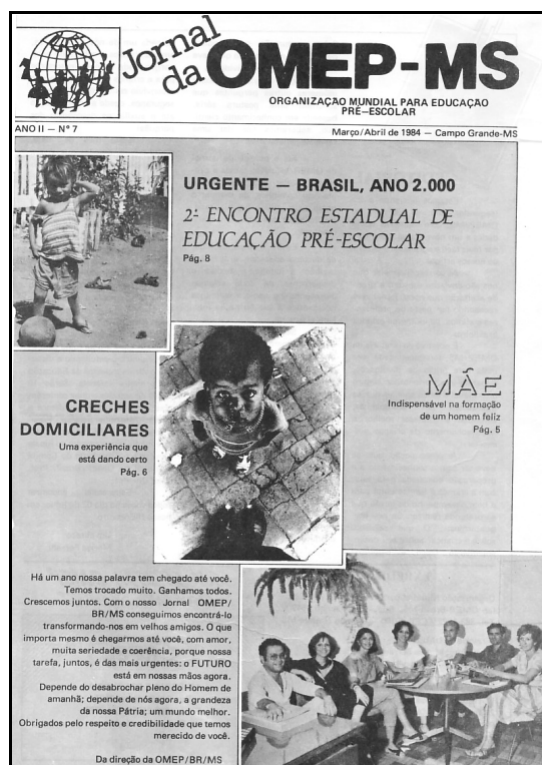 Jornal
da OMEP-MS
ORGANIZAÇÃO MUNDIAL PARA EDUCAÇÃO
PRÉ-ESCOLAR
ANO II — Nº 7
Março/Abril de 1984 — Campo Grande-MS
URGENTE — BRASIL, ANO 2.000
2º ENCONTRO ESTADUAL DE
EDUCAÇÃO PRÉ-ESCOLAR
Pág. 8
CRECHES
DOMICILIARES
Uma experiência que
está dando certo
Pág. 6
MÃE
Indispensável na formação
de um homem feliz
Pág. 5
Há um ano nossa palavra tem chegado até você.
Temos trocado muito. Ganhamos todos.
Crescemos juntos. Com o nosso Jornal OMEP/
BR/MS conseguimos encontrá-lo
transformando-nos em velhos amigos. O que
importa mesmo é chegarmos até você, com amor,
muita seriedade e coerência, porque nossa
tarefa, juntos, é das mais urgentes: o FUTURO
está em nossas mãos agora.
Depende do desabrochar pleno do Homem de
amanhã; depende de nós agora, a grandeza
da nossa Pátria; um mundo melhor.
Obrigados pelo respeito e credibilidade que temos
merecido de você.
Da direção da OMEP/BR/MS